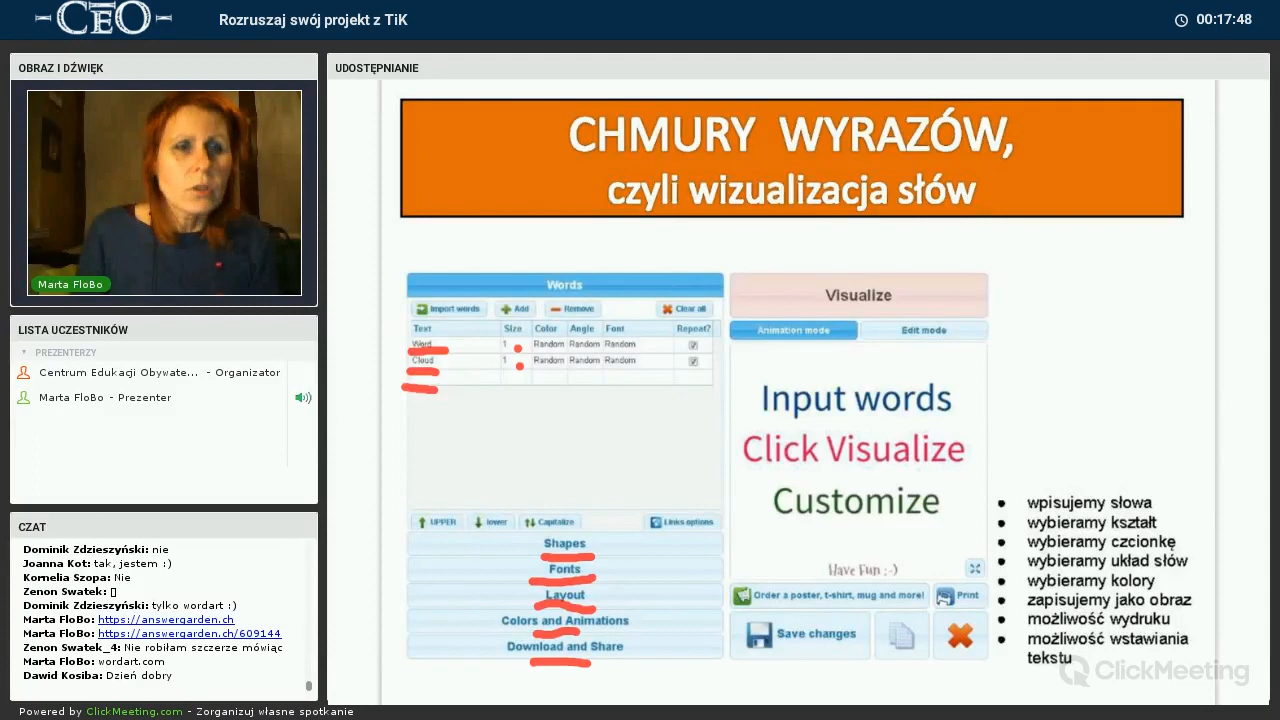 CEO
Rozruszaj swój projekt z TiK
00:17:48
OBRAZ I DŹWIĘK
Marta FloBo
LISTA UCZESTNIKÓW
PREZENTERZY
Centrum Edukacji Obywate... - Organizator
Marta FloBo - Prezenter
CZAT
Dominik Zdzieszyński: nie
Joanna Kot: tak, jestem :)
Kornelia Szopa: Nie
Zenon Swatek:
Dominik Zdzieszyński: tylko wordart :)
Marta FloBo: https://answergarden.ch
Marta FloBo: https://answergarden.ch/609144
Zenon Swatek_4: Nie robiłam szczerze mówiąc
Marta FloBo: wordart.com
Dawid Kosiba: Dzień dobry
UDOSTĘPNIANIE
CHMURY WYRAZÓW,
czyli wizualizacja słów
Words
Import words Add Remove Clear all
Text Size Color Angle Font Repeat?
Word 1 Random Random Random
Cloud 1 Random Random Random
UPPER lower Capitalize Links options
Shapes
Fonts
Layout
Colors and Animations
Download and Share
Visualize
Animation mode Edit mode
Input words
Click Visualize
Customize
Have Fun ;-)
Order a poster, t-shirt, mug and more! Print
Save changes
● wpisujemy słowa
● wybieramy kształt
● wybieramy czcionkę
● wybieramy układ słów
● wybieramy kolory
● zapisujemy jako obraz
● możliwość wydruku
● możliwość wstawiania
tekstu
ClickMeeting
Powered by ClickMeeting.com - Zorganizuj własne spotkanie